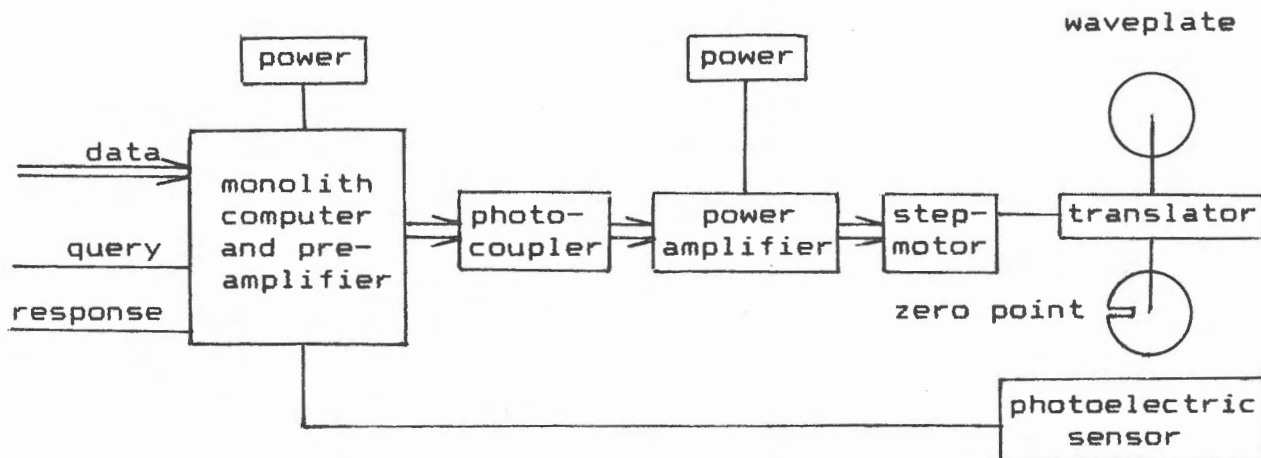 waveplate
power
power
data
monolith
computer
and pre-
amplifier
photo-
coupler
power
amplifier
step-
motor
translator
query
response
zero point
photoelectric
sensor